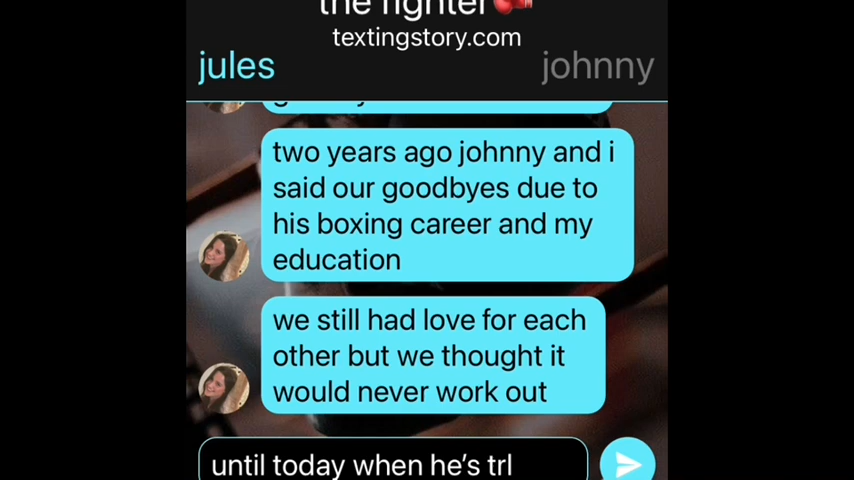 the fighter🥊
textingstory.com
jules
johnny
two years ago johnny and i
said our goodbyes due to
his boxing career and my
education
we still had love for each
other but we thought it
would never work out
until today when he's trl